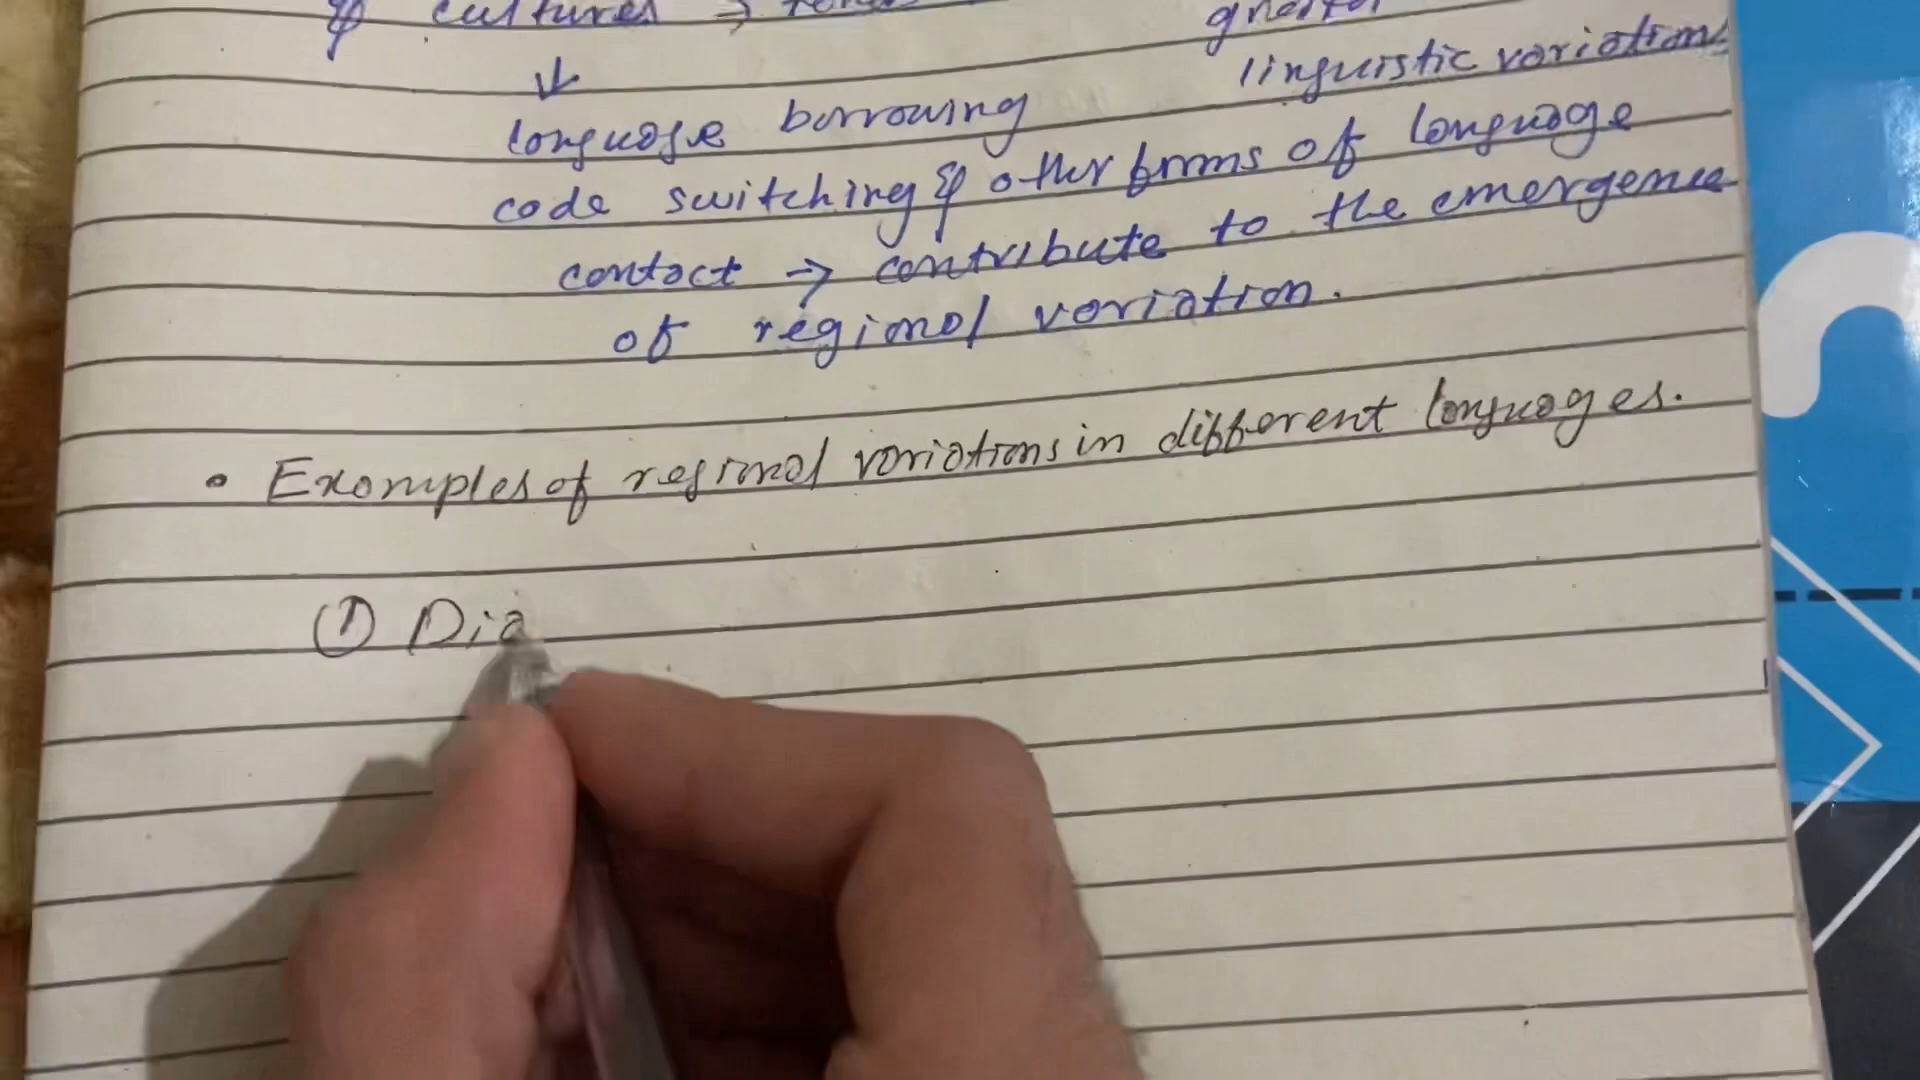 & cultures →
linguistic variations
↓
language borrowing
code switching & other forms of language
contact → contribute to the emergence
of regional variation.
• Examples of regional variations in different languages.
① Dia